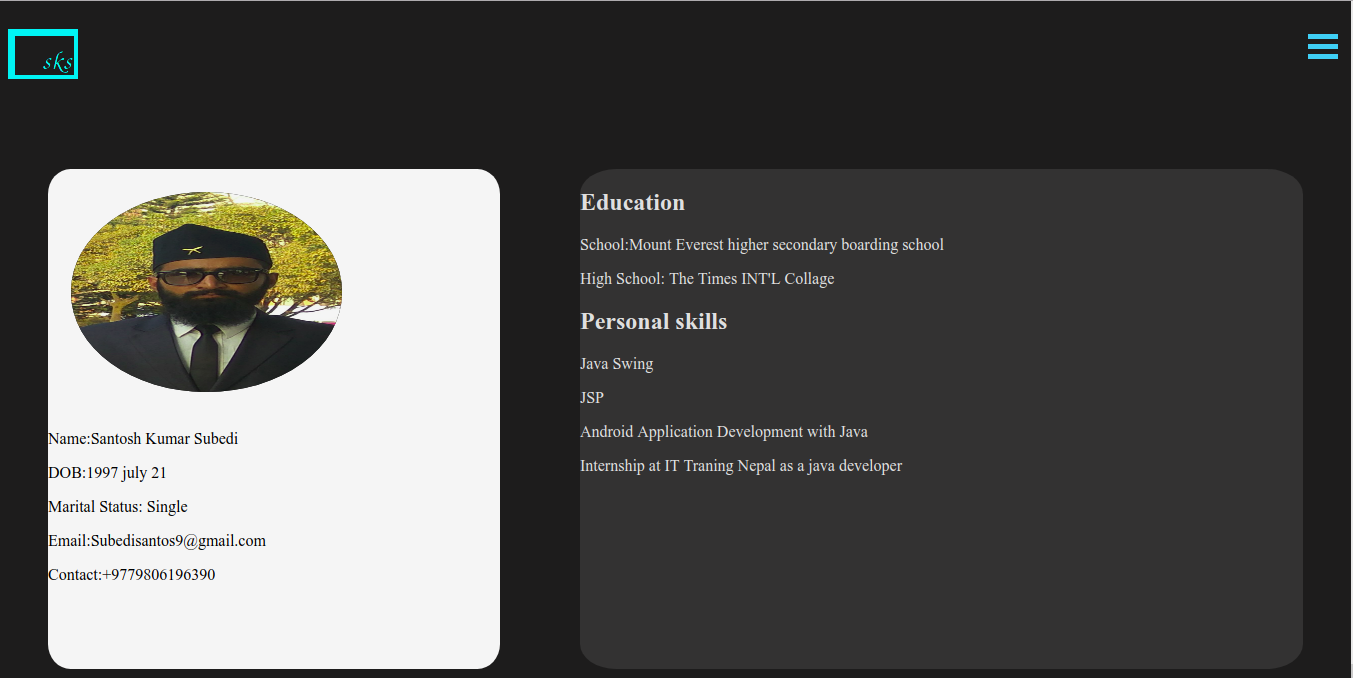 sks
Name:Santosh Kumar Subedi
DOB:1997 july 21
Marital Status: Single
Email:Subedisantos9@gmail.com
Contact:+9779806196390
Education
School:Mount Everest higher secondary boarding school
High School: The Times INT'L Collage
Personal skills
Java Swing
JSP
Android Application Development with Java
Internship at IT Traning Nepal as a java developer